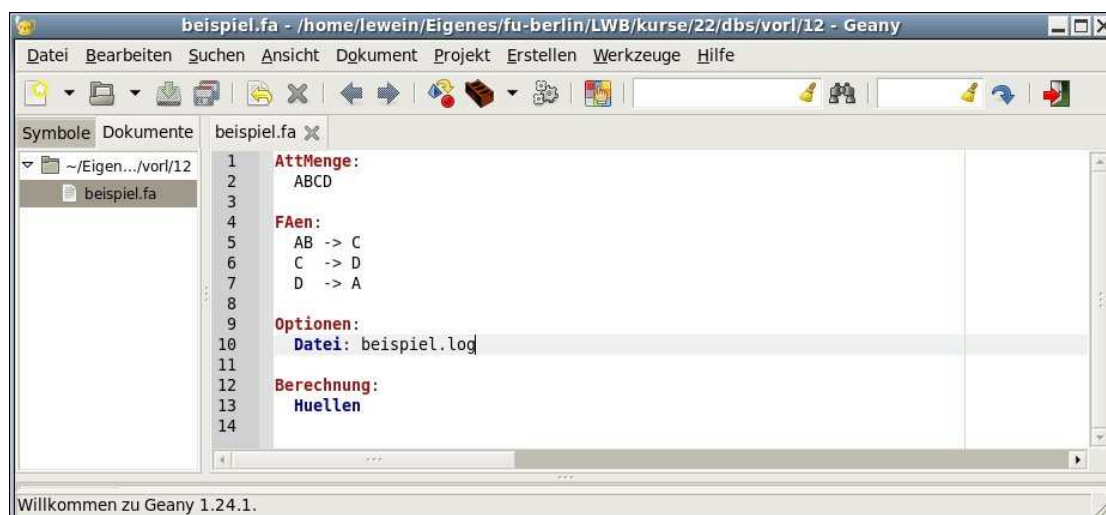 beispiel.fa - /home/lewein/Eigenes/fu-berlin/LWB/kurse/22/dbs/vorl/12 - Geany
Datei Bearbeiten Suchen Ansicht Dokument Projekt Erstellen Werkzeuge Hilfe
Symbole Dokumente beispiel.fa
~/Eigen.../vorl/12
beispiel.fa
1 AttMenge:
2 ABCD
3
4 FAen:
5 AB -> C
6 C -> D
7 D -> A
8
9 Optionen:
10 Datei: beispiel.log
11
12 Berechnung:
13 Huellen
14
Willkommen zu Geany 1.24.1.